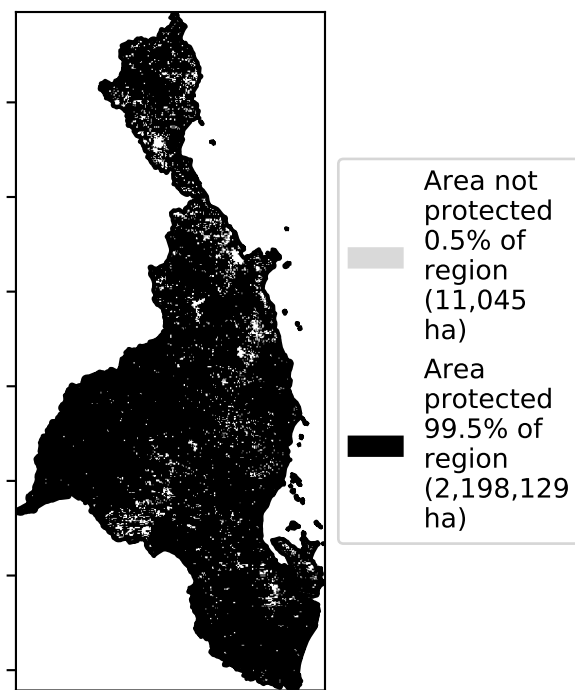 Area not
protected
0.5% of
region
(11,045
ha)
Area
protected
99.5% of
region
(2,198,129
ha)